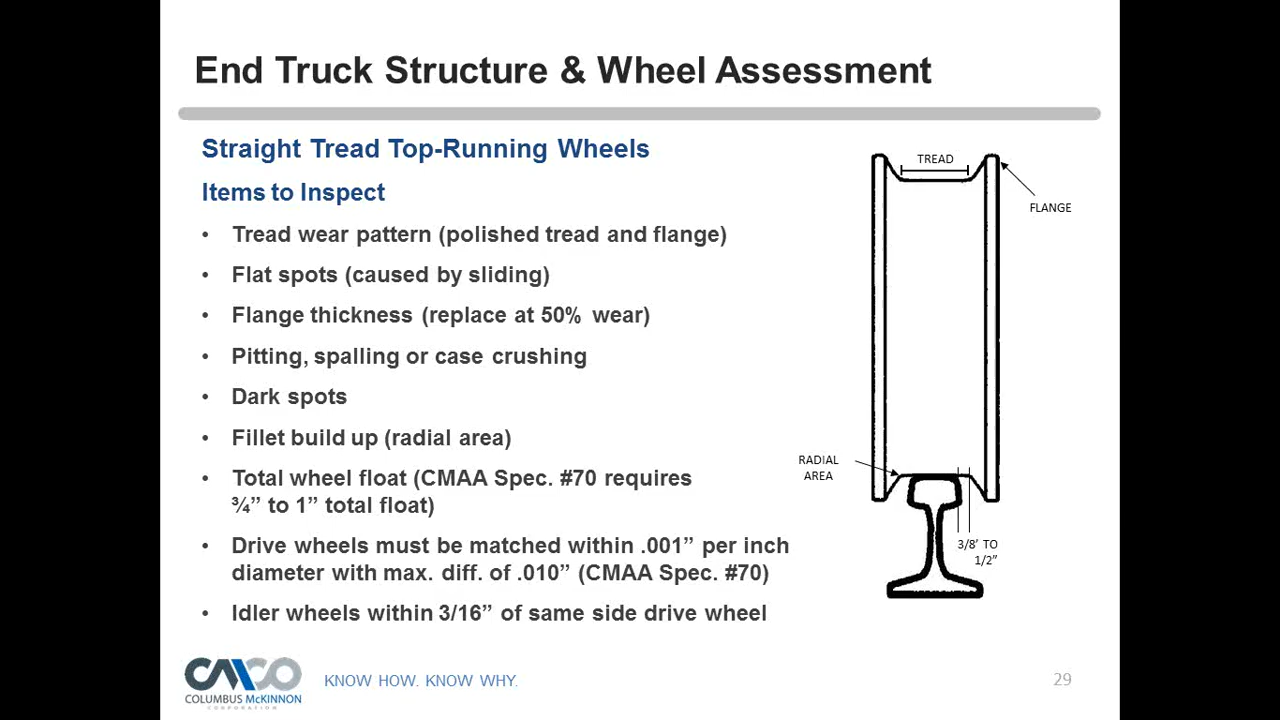 End Truck Structure & Wheel Assessment
Straight Tread Top-Running Wheels
Items to Inspect
• Tread wear pattern (polished tread and flange)
• Flat spots (caused by sliding)
• Flange thickness (replace at 50% wear)
• Pitting, spalling or case crushing
• Dark spots
• Fillet build up (radial area)
• Total wheel float (CMAA Spec. #70 requires
¾” to 1” total float)
• Drive wheels must be matched within .001” per inch
diameter with max. diff. of .010” (CMAA Spec. #70)
• Idler wheels within 3/16” of same side drive wheel
TREAD
FLANGE
RADIAL
AREA
3/8’ TO
1/2”
CMCO
COLUMBUS McKINNON
CORPORATION
KNOW HOW. KNOW WHY.
29